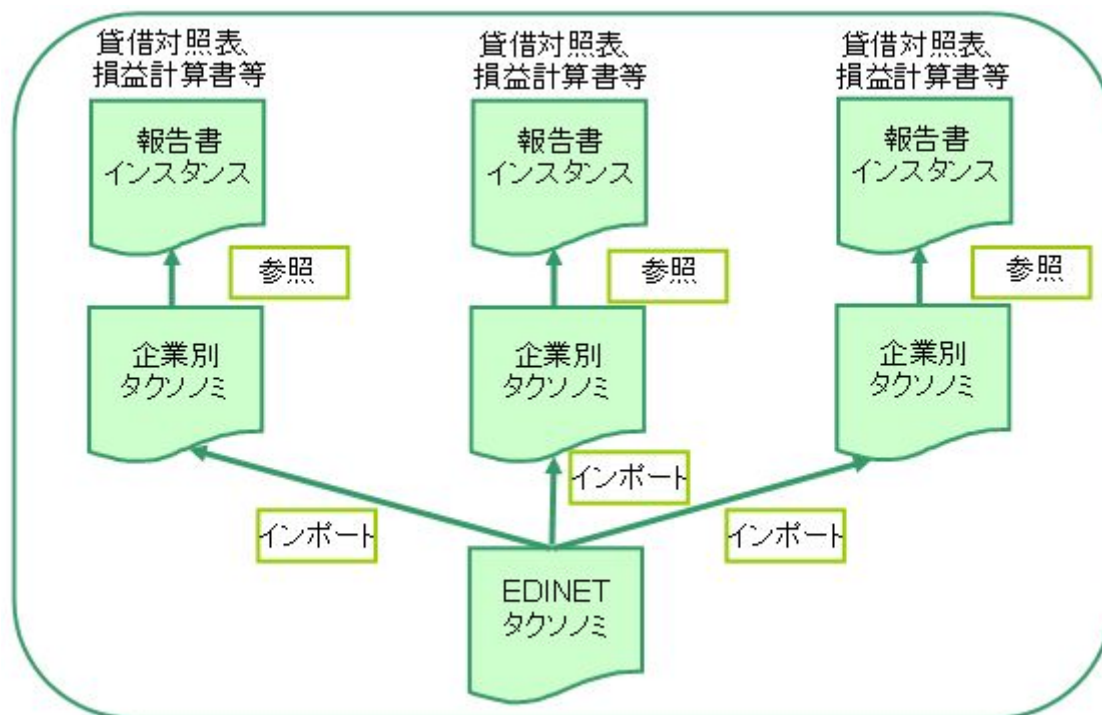 貸借対照表、
損益計算書等
貸借対照表、
損益計算書等
貸借対照表、
損益計算書等
報告書
インスタンス
報告書
インスタンス
報告書
インスタンス
参照
参照
参照
企業別
タクソノミ
企業別
タクソノミ
企業別
タクソノミ
インポート
インポート
インポート
EDINET
タクソノミ